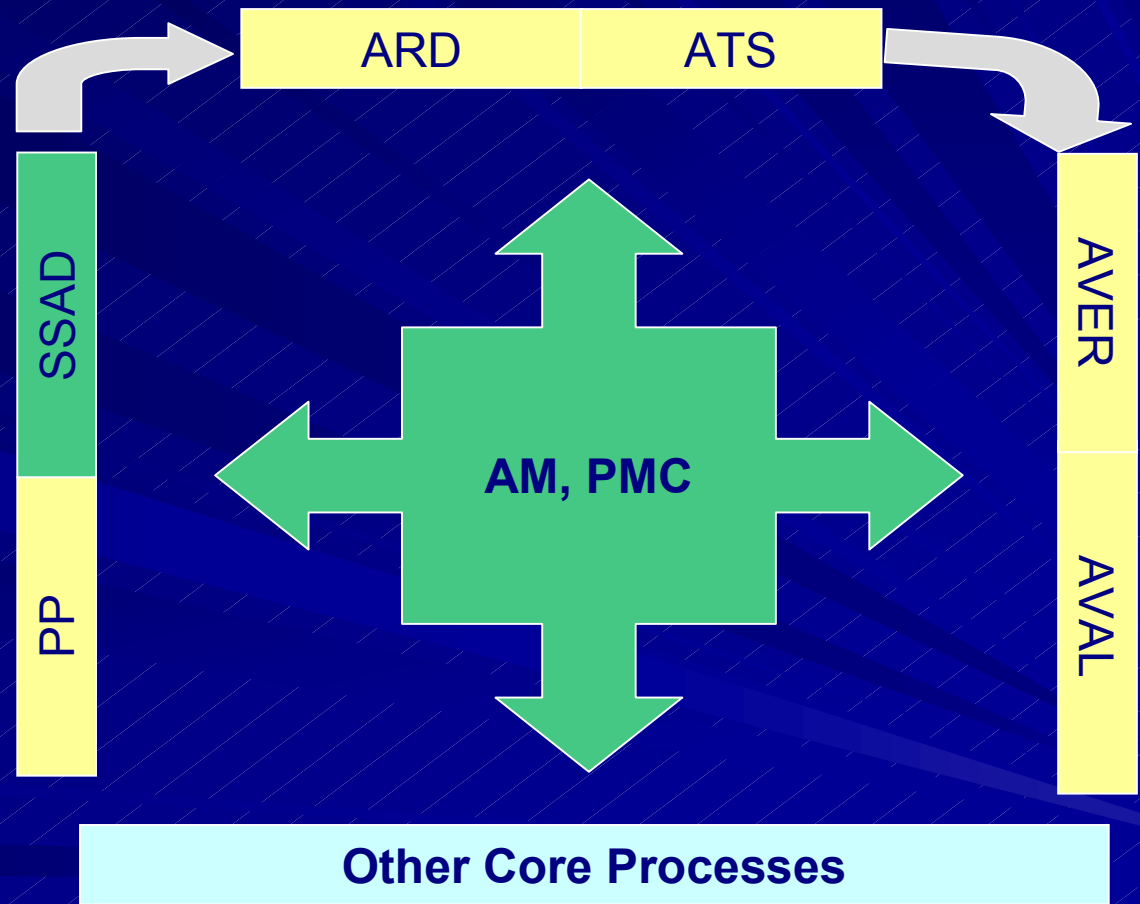 ARD
ATS
SSAD
PP
AM, PMC
AVER
AVAL
Other Core Processes